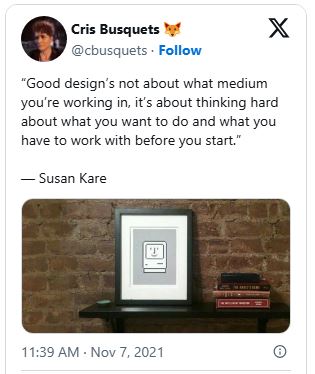 Cris Busquets 🦊
@cbusquets · Follow
“Good design’s not about what medium
you’re working in, it’s about thinking hard
about what you want to do and what you
have to work with before you start.”
— Susan Kare
11:39 AM · Nov 7, 2021